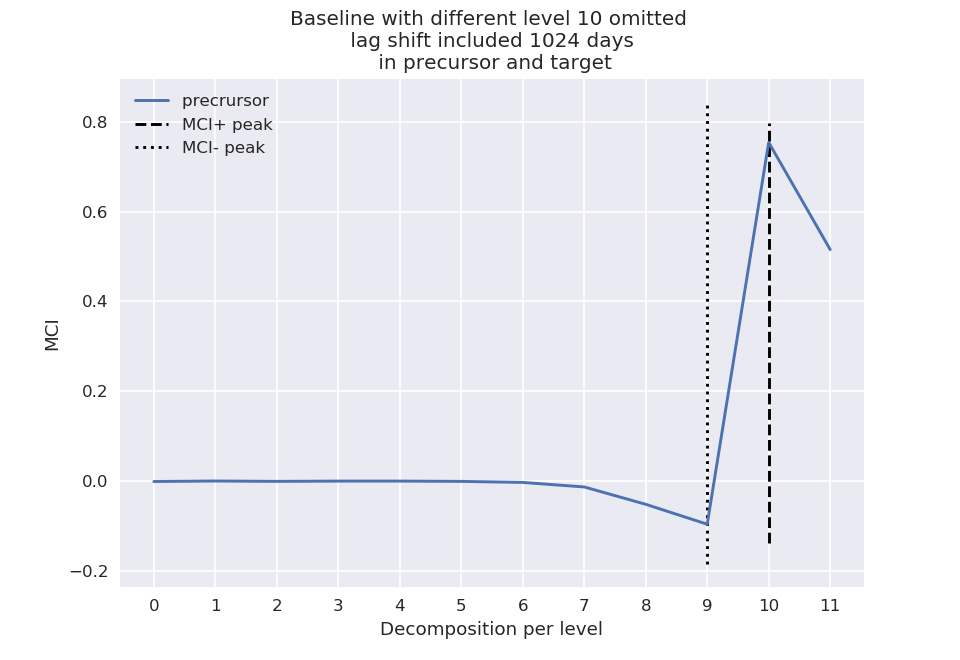 Baseline with different level 10 omitted
lag shift included 1024 days
in precursor and target
precrursor
MCI+ peak
MCI- peak
MCI
0.8
0.6
0.4
0.2
0.0
−0.2
0 1 2 3 4 5 6 7 8 9 10 11
Decomposition per level